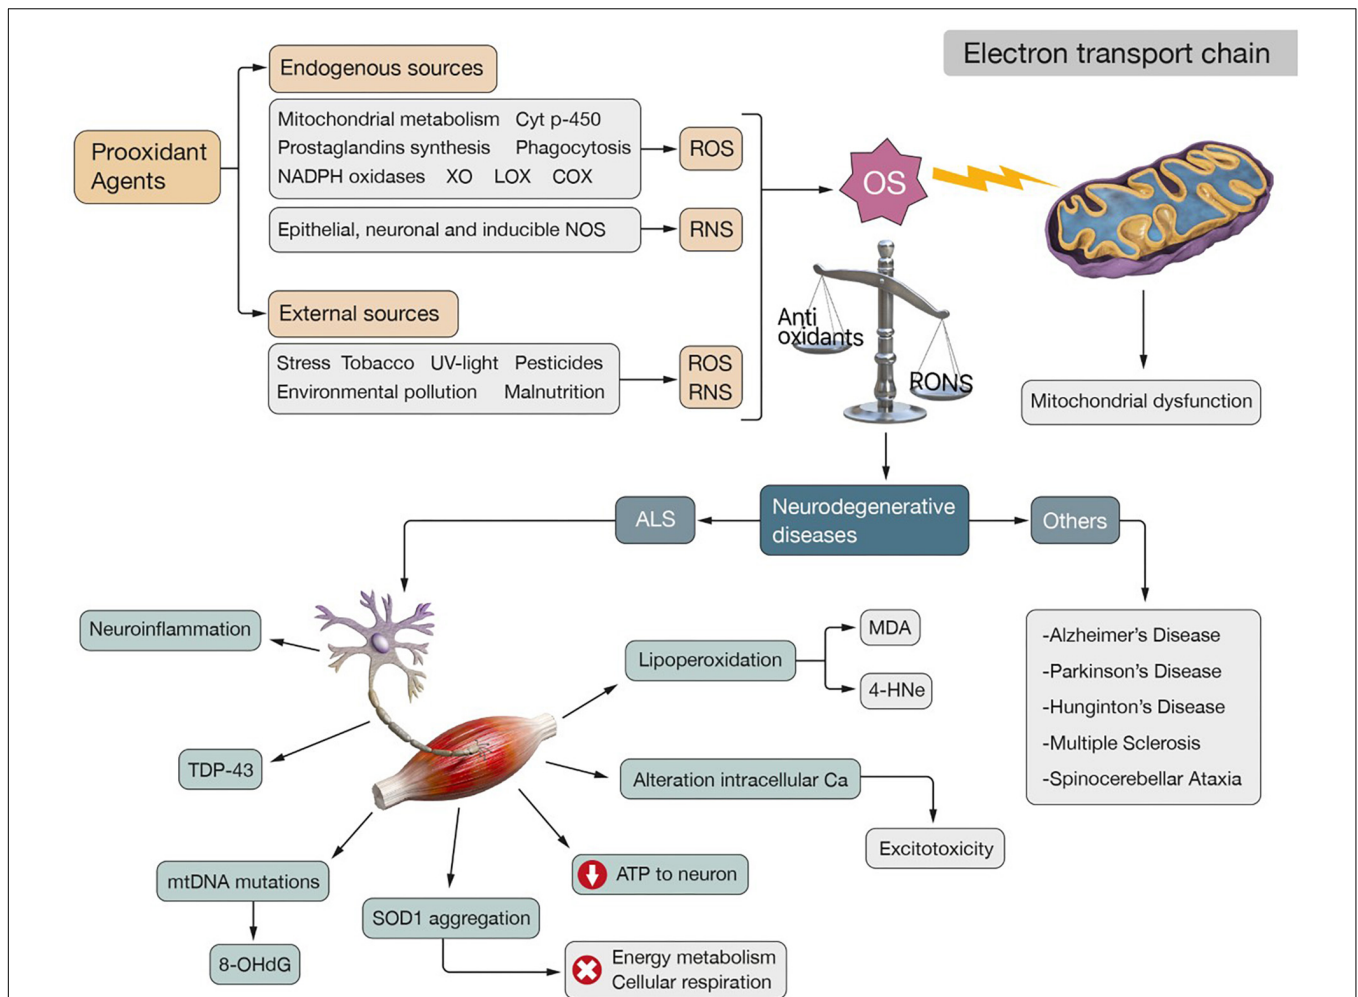 Electron transport chain
Prooxidant
Agents
Endogenous sources
Mitochondrial metabolism Cyt p-450
Prostaglandins synthesis Phagocytosis
NADPH oxidases XO LOX COX
ROS
Epithelial, neuronal and inducible NOS
RNS
External sources
Stress Tobacco UV-light Pesticides
Environmental pollution Malnutrition
ROS
RNS
OS
Anti
oxidants
RONS
Mitochondrial dysfunction
Neurodegenerative
diseases
ALS
Others
-Alzheimer's Disease
-Parkinson's Disease
-Hunginton's Disease
-Multiple Sclerosis
-Spinocerebellar Ataxia
Neuroinflammation
TDP-43
mtDNA mutations
8-OHdG
SOD1 aggregation
Energy metabolism
Cellular respiration
ATP to neuron
Alteration intracellular Ca
Excitotoxicity
Lipoperoxidation
MDA
4-HNe